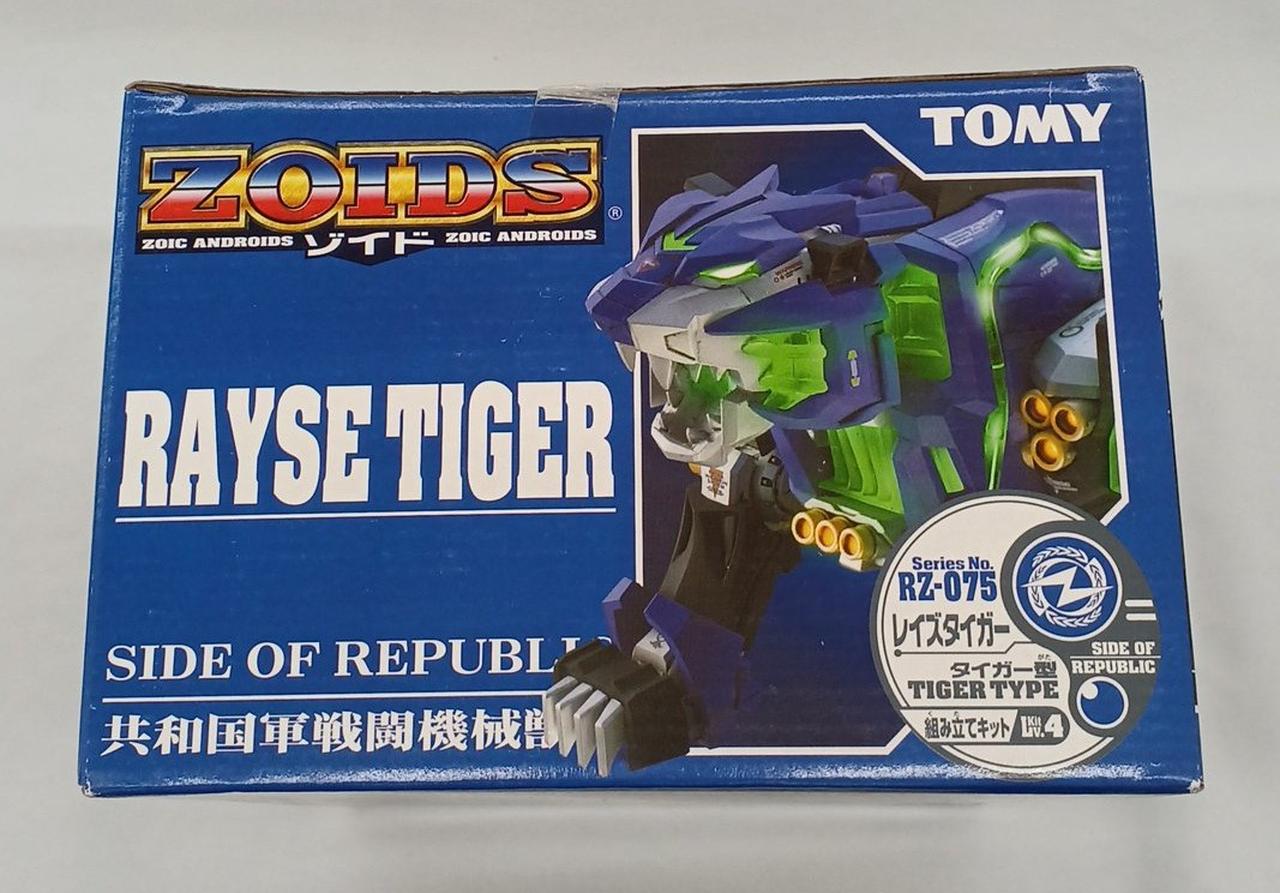 TOMY
ZOIDS®
ZOIC ANDROIDS ゾイド ZOIC ANDROIDS
RAYSE TIGER
SIDE OF REPUBLI
共和国軍戦闘機械獣
Series No.
RZ-075
レイズタイガー
タイガー型
がた
TIGER TYPE
組み立てキット Kit Lv.4
SIDE OF
REPUBLIC